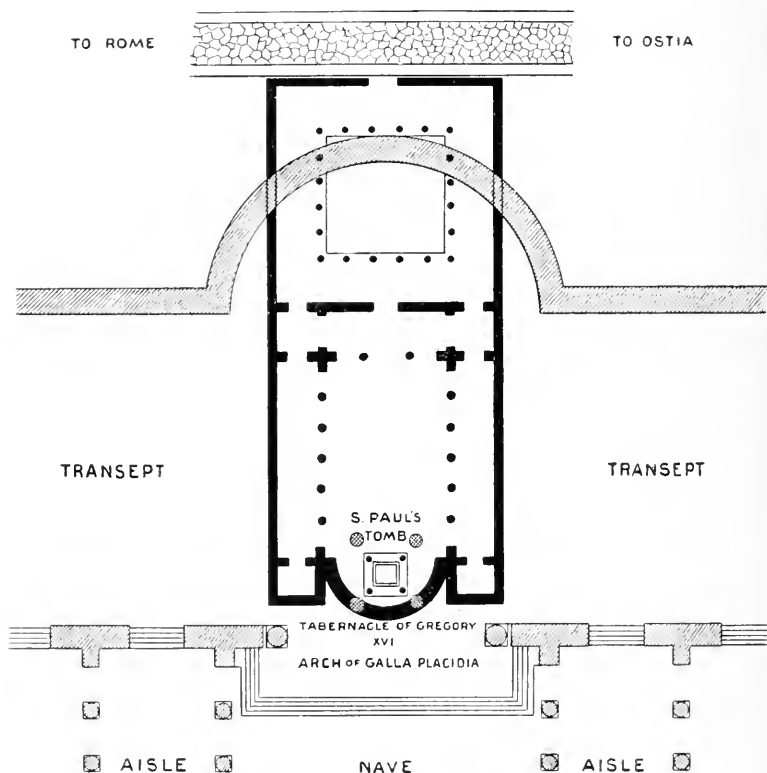 TO ROME
TO OSTIA
TRANSEPT
TRANSEPT
S. PAUL'S
TOMB
TABERNACLE OF GREGORY
XVI
ARCH OF GALLA PLACIDIA
AISLE
NAVE
AISLE